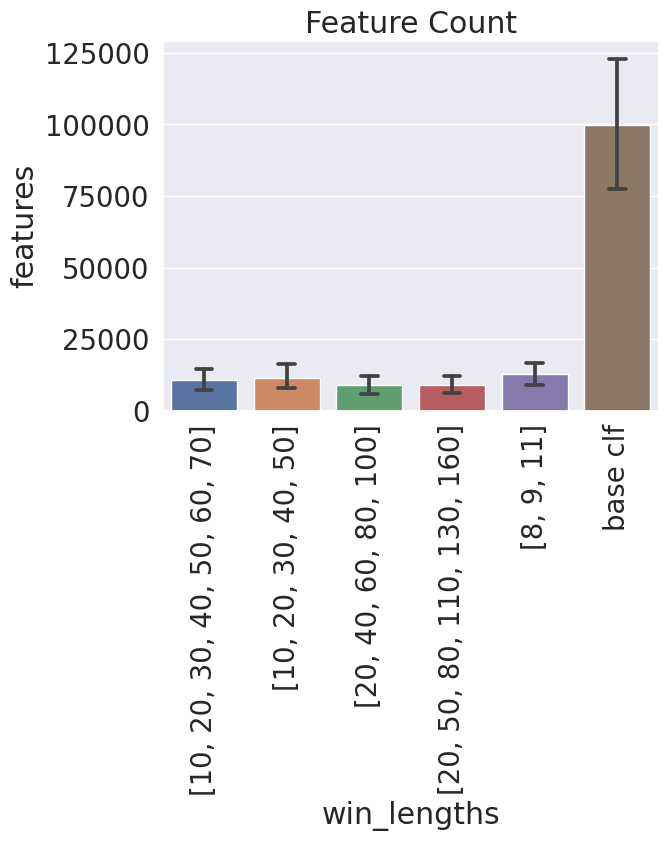 Feature Count
features
125000
100000
75000
50000
25000
0
[10, 20, 30, 40, 50, 60, 70]
[10, 20, 30, 40, 50]
[20, 40, 60, 80, 100]
[20, 50, 80, 110, 130, 160]
[8, 9, 11]
base clf
win_lengths